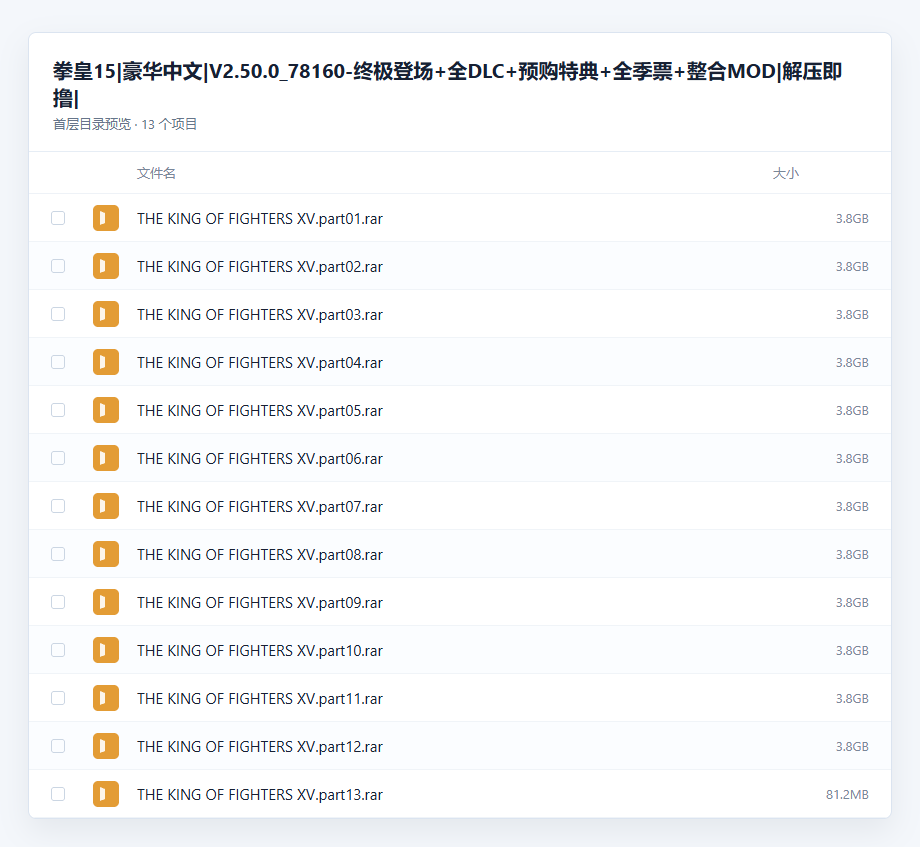 拳皇15|豪华中文|V2.50.0_78160-终极登场+全DLC+预购特典+全季票+整合MOD|解压即
撸|
首层目录预览 · 13 个项目
文件名 大小
THE KING OF FIGHTERS XV.part01.rar 3.8GB
THE KING OF FIGHTERS XV.part02.rar 3.8GB
THE KING OF FIGHTERS XV.part03.rar 3.8GB
THE KING OF FIGHTERS XV.part04.rar 3.8GB
THE KING OF FIGHTERS XV.part05.rar 3.8GB
THE KING OF FIGHTERS XV.part06.rar 3.8GB
THE KING OF FIGHTERS XV.part07.rar 3.8GB
THE KING OF FIGHTERS XV.part08.rar 3.8GB
THE KING OF FIGHTERS XV.part09.rar 3.8GB
THE KING OF FIGHTERS XV.part10.rar 3.8GB
THE KING OF FIGHTERS XV.part11.rar 3.8GB
THE KING OF FIGHTERS XV.part12.rar 3.8GB
THE KING OF FIGHTERS XV.part13.rar 81.2MB